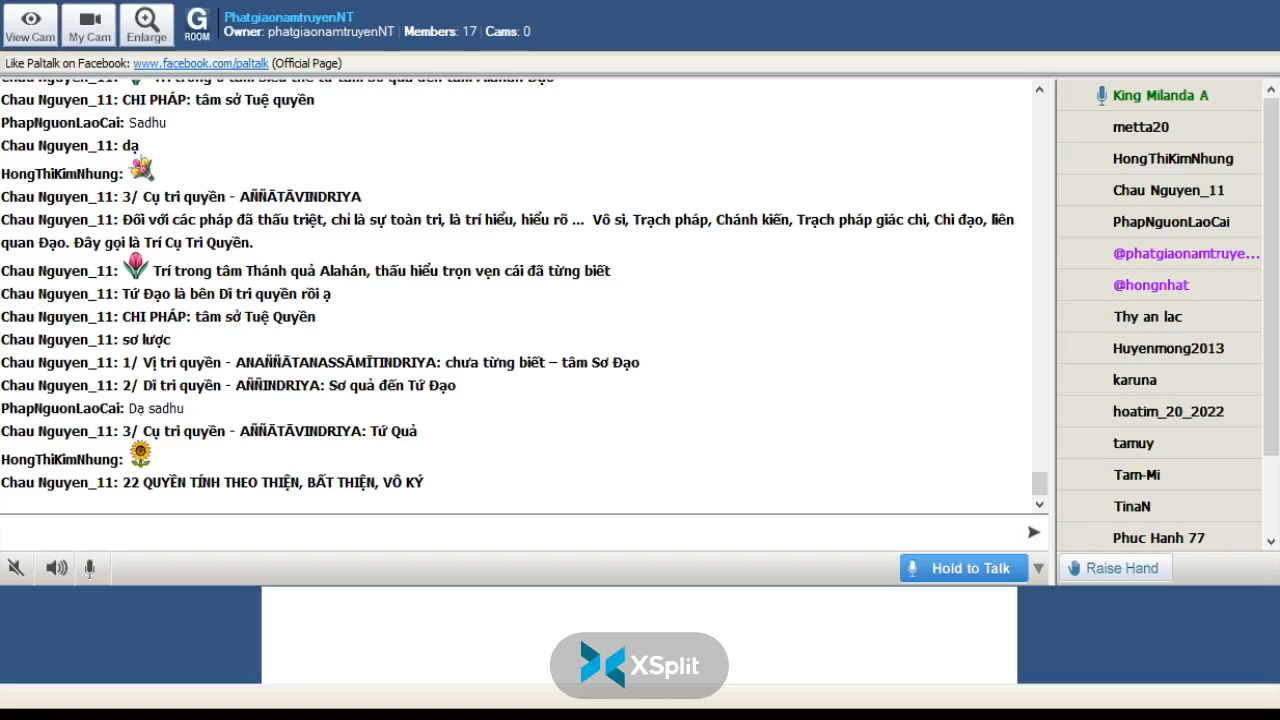 View Cam
My Cam
Enlarge
G
ROOM
PhatgiaonamtruyenNT
Owner: phatgiaonamtruyenNT | Members: 17 | Cams: 0
Like Paltalk on Facebook: www.facebook.com/paltalk (Official Page)
Chau Nguyen_11: CHI PHÁP: tâm sở Tuệ quyền
PhapNguonLaoCai: Sadhu
Chau Nguyen_11: dạ
HongThiKimNhung:
Chau Nguyen_11: 3/ Cụ tri quyền - AÑÑĀTĀVINDRIYA
Chau Nguyen_11: Đối với các pháp đã thấu triệt, chỉ là sự toàn tri, là trí hiểu, hiểu rõ ... Vô si, Trạch pháp, Chánh kiến, Trạch pháp giác chi, Chi đạo, liên
quan Đạo. Đây gọi là Trí Cụ Tri Quyền.
Chau Nguyen_11: Trí trong tâm Thánh quả Alahán, thấu hiểu trọn vẹn cái đã từng biết
Chau Nguyen_11: Tứ Đạo là bên Dĩ tri quyền rồi ạ
Chau Nguyen_11: CHI PHÁP: tâm sở Tuệ Quyền
Chau Nguyen_11: sơ lược
Chau Nguyen_11: 1/ Vị tri quyền - ANAÑÑĀTANASSĀMĪTINDRIYA: chưa từng biết – tâm Sơ Đạo
Chau Nguyen_11: 2/ Dĩ tri quyền - AÑÑINDRIYA: Sơ quả đến Tứ Đạo
PhapNguonLaoCai: Dạ sadhu
Chau Nguyen_11: 3/ Cụ tri quyền - AÑÑĀTĀVINDRIYA: Tứ Quả
HongThiKimNhung:
Chau Nguyen_11: 22 QUYỀN TÍNH THEO THIỆN, BẤT THIỆN, VÔ KÝ
King Milanda A
metta20
HongThiKimNhung
Chau Nguyen_11
PhapNguonLaoCai
@phatgiaonamtruye...
@hongnhat
Thy an lac
Huyenmong2013
karuna
hoatim_20_2022
tamuy
Tam-Mi
TinaN
Phuc Hanh 77
Hold to Talk
Raise Hand
XSplit